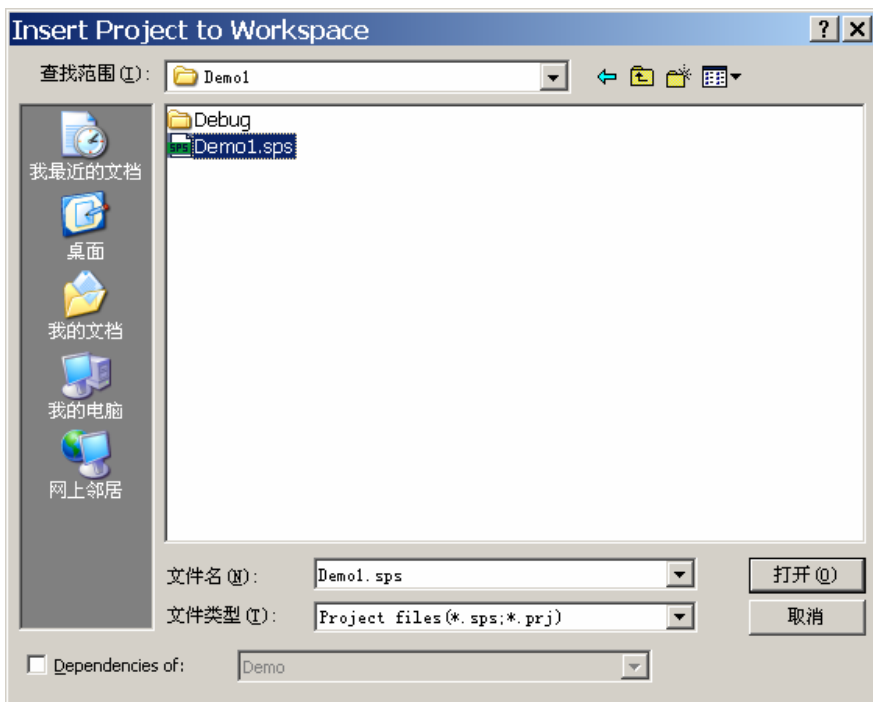 Insert Project to Workspace
查找范围(I):
Demo1
Debug
SPS Demo1.sps
我最近的文档
桌面
我的文档
我的电脑
网上邻居
文件名(N):
Demo1.sps
打开(O)
文件类型(T):
Project files(*.sps;*.prj)
取消
Dependencies of:
Demo